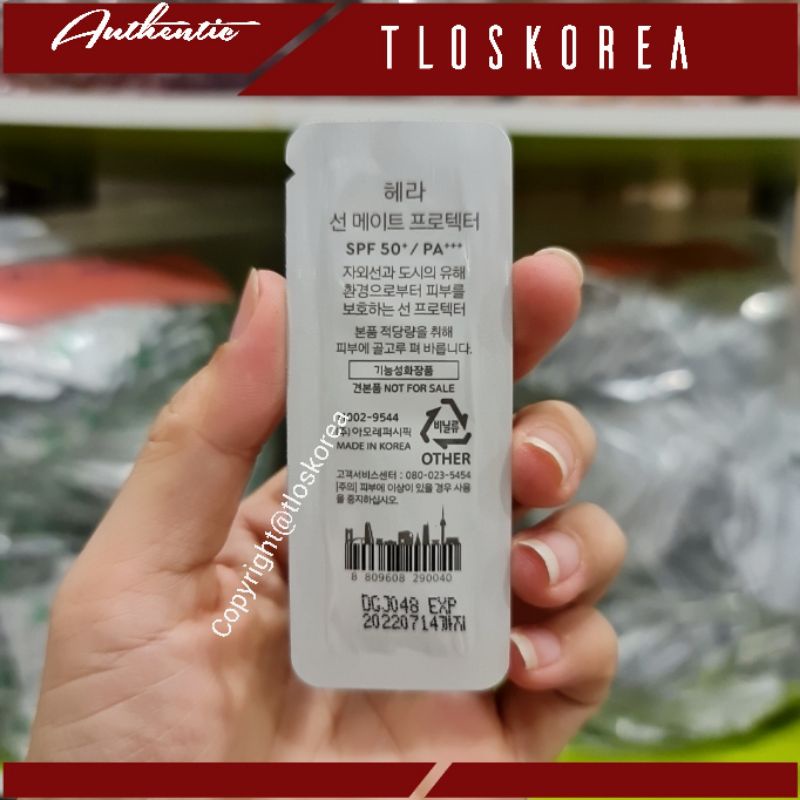 Authentic
TLOSKOREA
헤라
선 메이트 프로텍터
SPF 50+ / PA+++
자외선과 도시의 유해
환경으로부터 피부를
보호하는 선 프로텍터
본품 적당량을 취해
피부에 골고루 펴 바릅니다.
기능성화장품
견본품 NOT FOR SALE
002-9544
(주)아모레퍼시픽
MADE IN KOREA
비닐류
OTHER
고객서비스센터 : 080-023-5454
[주의] 피부에 이상이 있을 경우 사용
을 중지하십시오.
8 809608 290040
DGJ048 EXP
20220714까지
Copyright@tloskorea